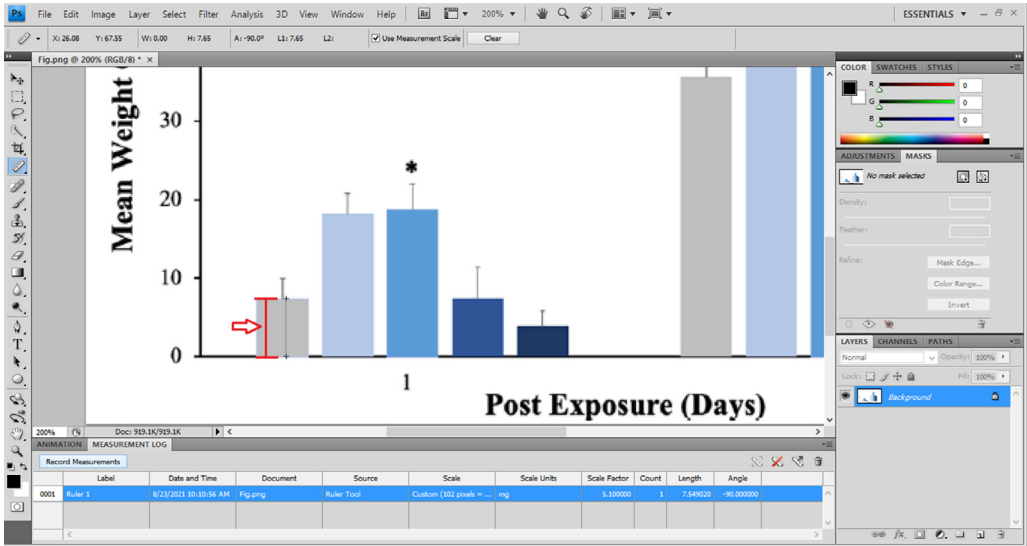 Ps File Edit Image Layer Select Filter Analysis 3D View Window Help Br 200% ESSENTIALS
X: 26.08 Y: 67.55 W: 0.00 H: 7.65 A: -90.0° L1: 7.65 L2: Use Measurement Scale Clear
Fig.png @ 200% (RGB/8) * ×
Mean Weight
30
20
*
10
0
1
Post Exposure (Days)
COLOR SWATCHES STYLES
R 0
G 0
B 0
ADJUSTMENTS MASKS
No mask selected
Density:
Feather:
Refine: Mask Edge...
Color Range...
Invert
LAYERS CHANNELS PATHS
Normal Opacity: 100%
Lock: Fill: 100%
Background
200% Doc: 919.1K/919.1K
ANIMATION MEASUREMENT LOG
Record Measurements
Label Date and Time Document Source Scale Scale Units Scale Factor Count Length Angle
0001 Ruler 1 8/23/2021 10:10:56 AM Fig.png Ruler Tool Custom (102 pixels = ... mg 5.100000 1 7.549020 -90.000000